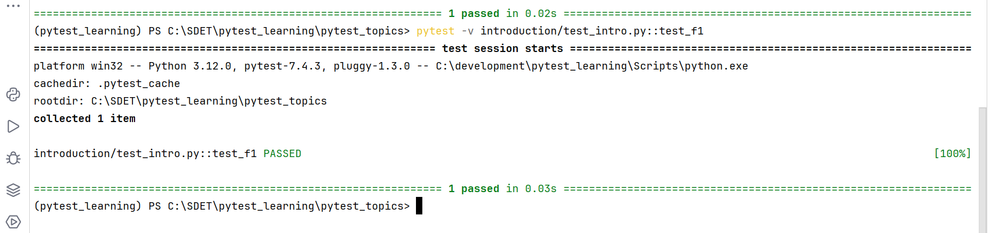 ============================================================== 1 passed in 0.02s ==============================================================
(pytest_learning) PS C:\SDET\pytest_learning\pytest_topics> pytest -v introduction/test_intro.py::test_f1
============================================================= test session starts =============================================================
platform win32 -- Python 3.12.0, pytest-7.4.3, pluggy-1.3.0 -- C:\development\pytest_learning\Scripts\python.exe
cachedir: .pytest_cache
rootdir: C:\SDET\pytest_learning\pytest_topics
collected 1 item
introduction/test_intro.py::test_f1 PASSED [100%]
============================================================== 1 passed in 0.03s ==============================================================
(pytest_learning) PS C:\SDET\pytest_learning\pytest_topics>